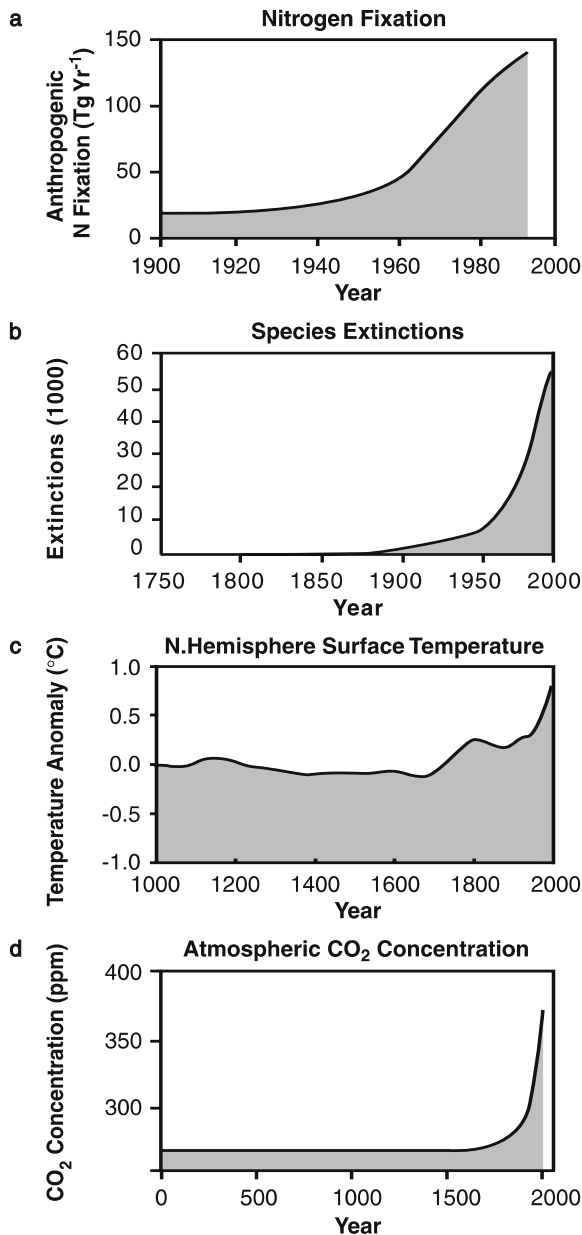 a
Nitrogen Fixation
Anthropogenic
N Fixation (Tg Yr⁻¹)
150
100
50
0
1900 1920 1940 1960 1980 2000
Year
b
Species Extinctions
Extinctions (1000)
60
50
40
30
20
10
0
1750 1800 1850 1900 1950 2000
Year
c
N.Hemisphere Surface Temperature
Temperature Anomaly (°C)
1.0
0.5
0.0
-0.5
-1.0
1000 1200 1400 1600 1800 2000
Year
d
Atmospheric CO₂ Concentration
CO₂ Concentration (ppm)
400
350
300
0 500 1000 1500 2000
Year